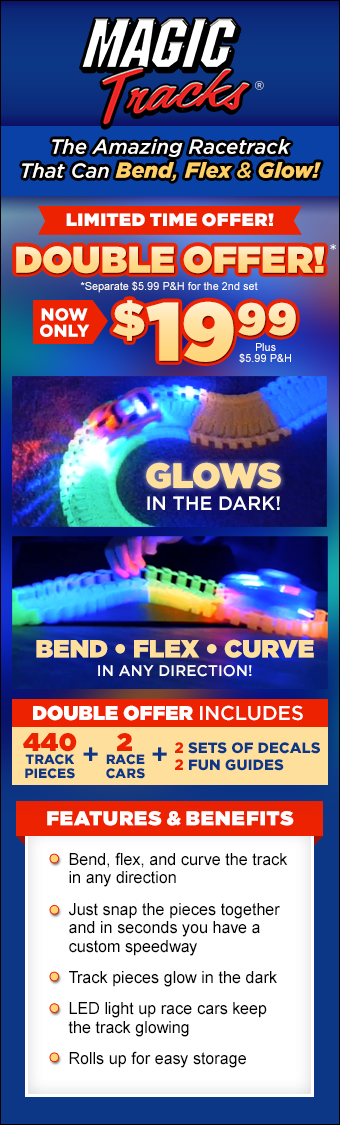 MAGIC
Tracks®
The Amazing Racetrack
That Can Bend, Flex & Glow!
LIMITED TIME OFFER!
DOUBLE OFFER!*
*Separate $5.99 P&H for the 2nd set
NOW
ONLY
$19.99
Plus
$5.99 P&H
GLOWS
IN THE DARK!
BEND • FLEX • CURVE
IN ANY DIRECTION!
DOUBLE OFFER INCLUDES
440
TRACK
PIECES
+
2
RACE
CARS
+
2 SETS OF DECALS
2 FUN GUIDES
FEATURES & BENEFITS
Bend, flex, and curve the track
in any direction
Just snap the pieces together
and in seconds you have a
custom speedway
Track pieces glow in the dark
LED light up race cars keep
the track glowing
Rolls up for easy storage